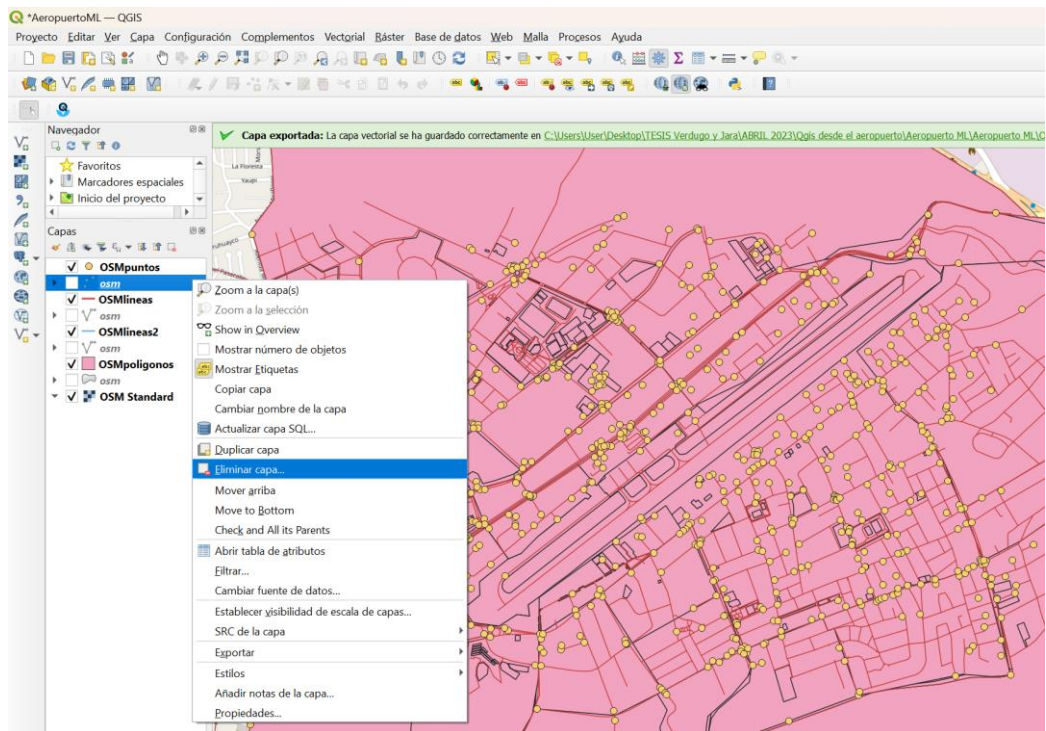 *AeropuertoML — QGIS
Proyecto Editar Ver Capa Configuración Complementos Vectorial Ráster Base de datos Web Malla Procesos Ayuda
Navegador
Capa exportada: La capa vectorial se ha guardado correctamente en C:\Users\User\Desktop\TESIS Verdugo y Jara\ABRIL 2023\Qgis desde el aeropuerto\Aeropuerto ML\Aeropuerto ML\O
Favoritos
Marcadores espaciales
Inicio del proyecto
La Floresta
Yaupi
Capas
OSMpuntos
osm
OSMlineas
osm
OSMlineas2
osm
OSMpoligonos
osm
OSM Standard
Zoom a la capa(s)
Zoom a la selección
Show in Overview
Mostrar número de objetos
Mostrar Etiquetas
Copiar capa
Cambiar nombre de la capa
Actualizar capa SQL...
Duplicar capa
Eliminar capa...
Mover arriba
Move to Bottom
Check and All its Parents
Abrir tabla de atributos
Filtrar...
Cambiar fuente de datos...
Establecer visibilidad de escala de capas...
SRC de la capa
Exportar
Estilos
Añadir notas de la capa...
Propiedades...